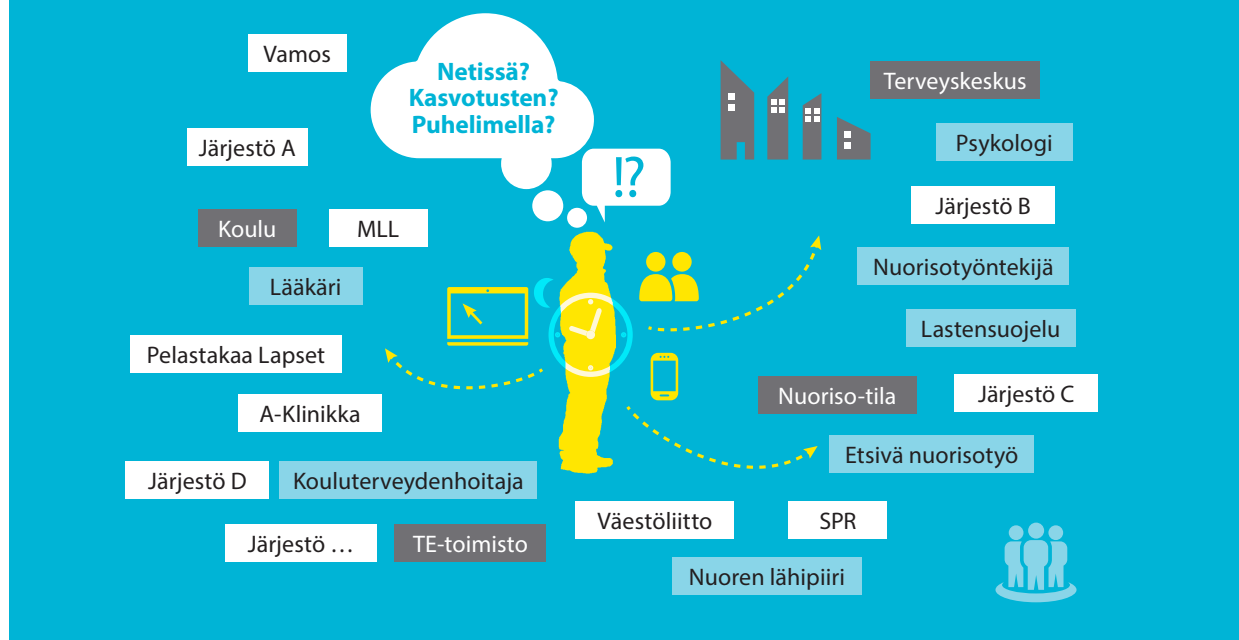 Vamos
Netissä?
Kasvotusten?
Puhelimella?
Terveyskeskus
Järjestö A
Psykologi
!?
Järjestö B
Koulu
MLL
Nuorisotyöntekijä
Lääkäri
Lastensuojelu
Pelastakaa Lapset
Nuoriso-tila
Järjestö C
A-Klinikka
Etsivä nuorisotyö
Järjestö D
Kouluterveydenhoitaja
Väestöliitto
SPR
Järjestö …
TE-toimisto
Nuoren lähipiiri